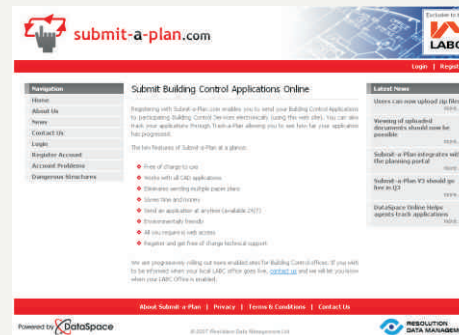 submit-a-plan.com
Exclusive to
LABC
Login | Regist
Navigation
Home
About Us
News
Contact Us
Login
Register Account
Account Problems
Dangerous Structures
Submit Building Control Applications Online
Registering with Submit-a-Plan.com enables you to send your Building Control Applications
to participating Building Control Services electronically (using this web site). You can also
track your applications through Track-a-Plan allowing you to see how far your application
has progressed.
The key features of Submit-a-Plan at a glance:
Free of charge to use
Works with all CAD applications
Eliminates sending multiple paper plans
Saves time and money
Send an application at anytime (available 24/7)
Environmentally friendly
All you require is web access
Register and get free of charge technical support
We are progressively rolling out more enabled sites for Building Control offices. If you wish
to be informed when your local LABC office goes live, contact us and we will let you know
when your LABC Office is enabled.
Latest News
Users can now upload zip files
more
Viewing of uploaded
documents should now be
possible
more
Submit-a-Plan integrates with
the planning portal
more
Submit-a-Plan V3 should go
live in Q3
more
DataSpace Online Helps
agents track applications
more
About Submit-a-Plan | Privacy | Terms & Conditions | Contact Us
Powered by DataSpace
© 2007 Resolution Data Management Ltd
RESOLUTION
DATA MANAGEM